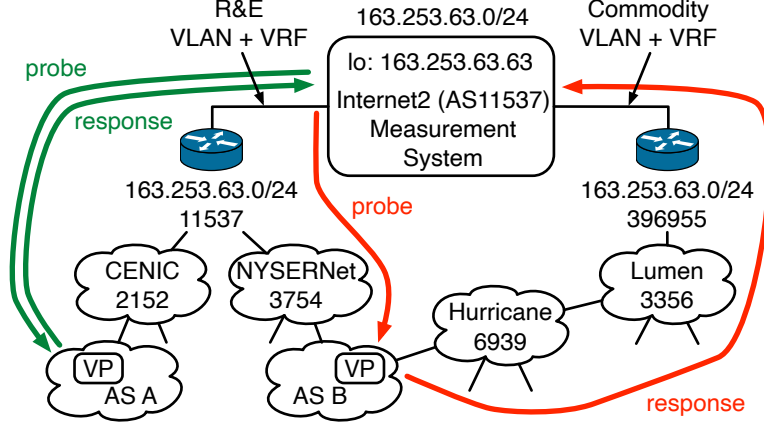 R&E
VLAN + VRF
163.253.63.0/24
Commodity
VLAN + VRF
probe
response
lo: 163.253.63.63
Internet2 (AS11537)
Measurement
System
163.253.63.0/24
11537
probe
163.253.63.0/24
396955
CENIC
2152
NYSERNet
3754
Hurricane
6939
Lumen
3356
VP
AS A
VP
AS B
response